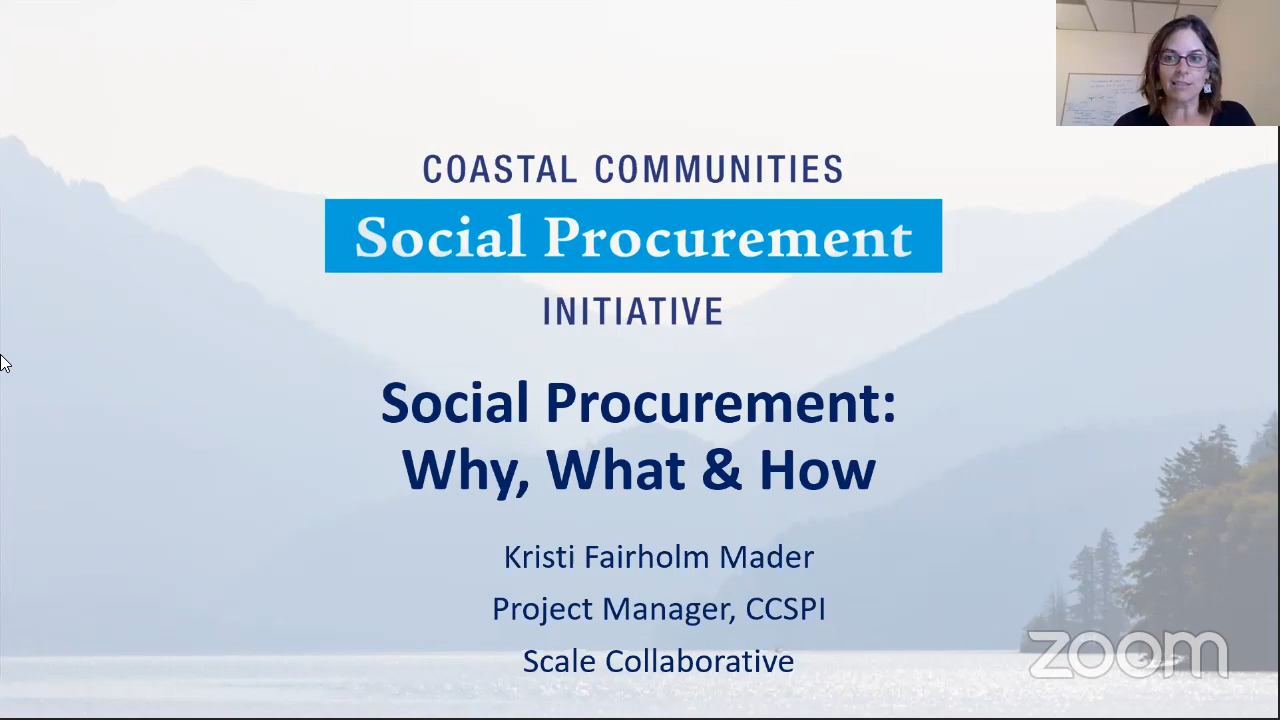 COASTAL COMMUNITIES
Social Procurement
INITIATIVE
Social Procurement:
Why, What & How
Kristi Fairholm Mader
Project Manager, CCSPI
Scale Collaborative
zoom